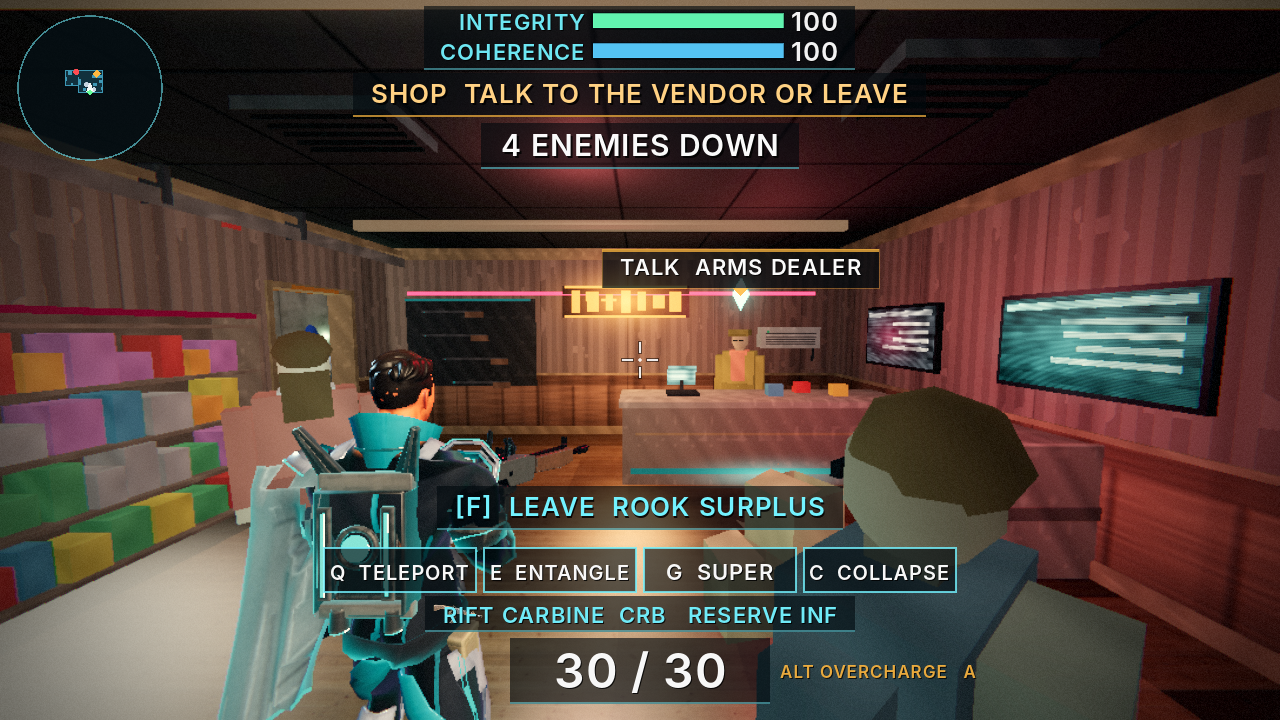 INTEGRITY 100
COHERENCE 100
SHOP TALK TO THE VENDOR OR LEAVE
4 ENEMIES DOWN
TALK ARMS DEALER
[F] LEAVE ROOK SURPLUS
Q TELEPORT E ENTANGLE G SUPER C COLLAPSE
RIFT CARBINE CRB RESERVE INF
30 / 30
ALT OVERCHARGE A